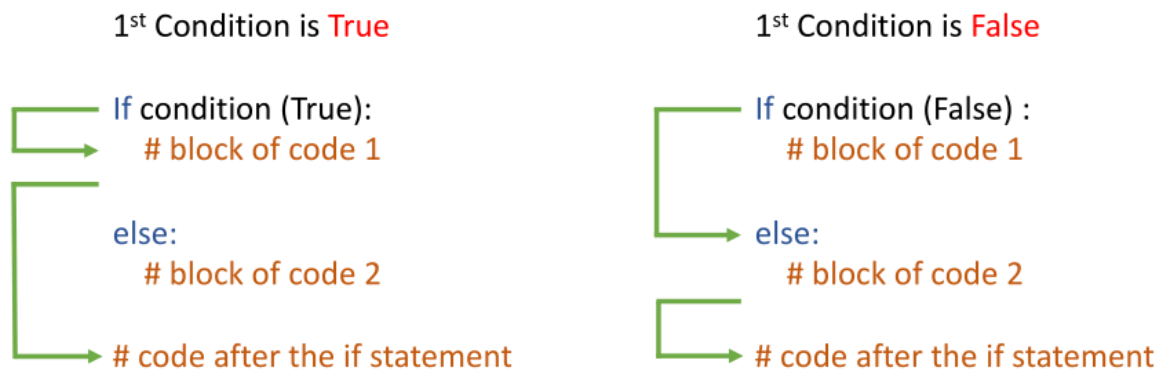 1st Condition is True
If condition (True):
# block of code 1
else:
# block of code 2
# code after the if statement
1st Condition is False
If condition (False) :
# block of code 1
else:
# block of code 2
# code after the if statement